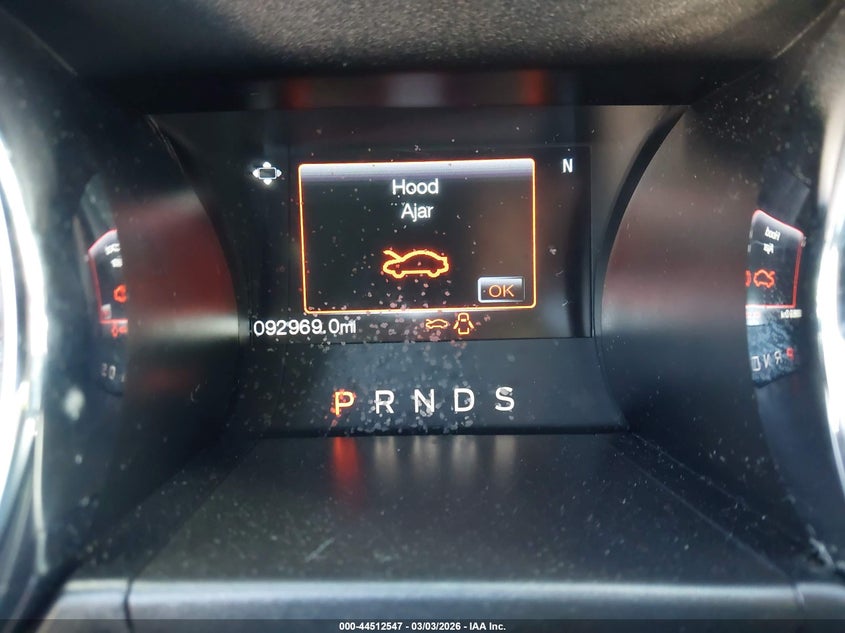 N
Hood
Ajar
OK
092969.0mi
P R N D S
000-44512547 - 03/03/2026 - IAA Inc.